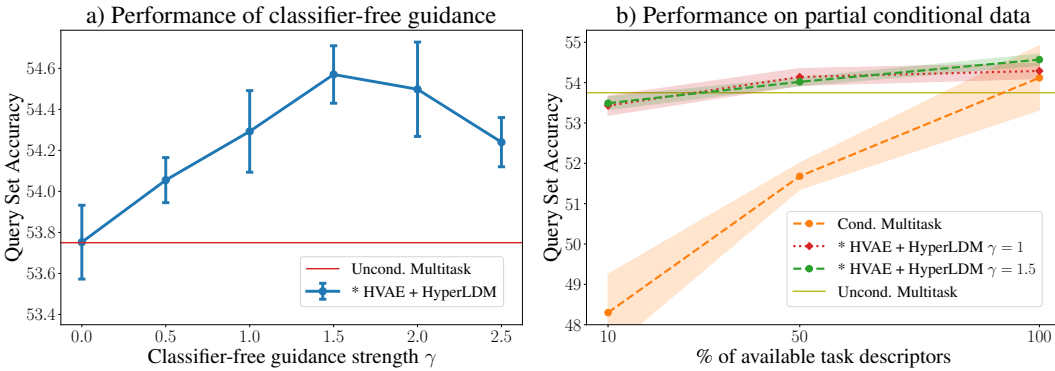 a) Performance of classifier-free guidance
Query Set Accuracy
54.6
54.4
54.2
54.0
53.8
53.6
53.4
0.0 0.5 1.0 1.5 2.0 2.5
Classifier-free guidance strength γ
Uncond. Multitask
* HVAE + HyperLDM
b) Performance on partial conditional data
Query Set Accuracy
55
54
53
52
51
50
49
48
10 50 100
% of available task descriptors
Cond. Multitask
* HVAE + HyperLDM γ = 1
* HVAE + HyperLDM γ = 1.5
Uncond. Multitask